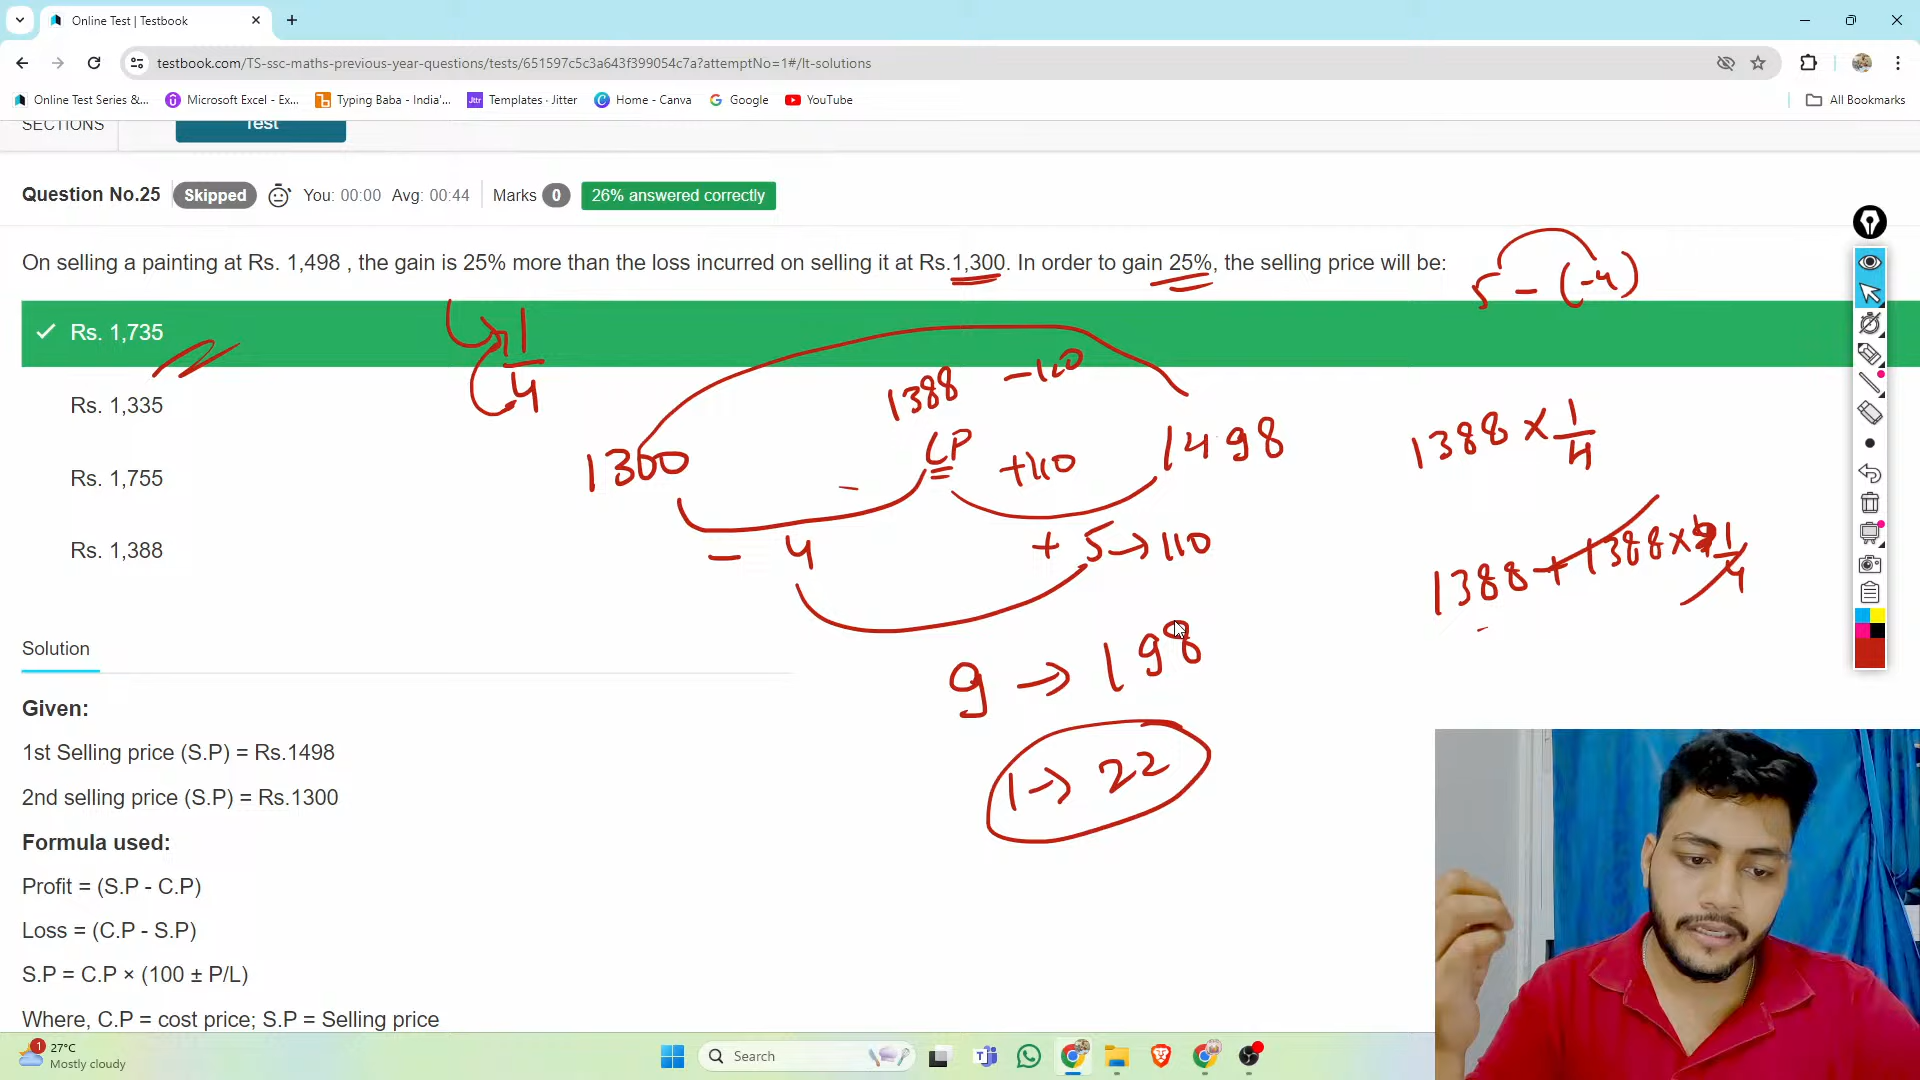 Online Test | Testbook
testbook.com/TS-ssc-maths-previous-year-questions/tests/651597c5c3a643f399054c7a?attemptNo=1#/lt-solutions
Online Test Series &... Microsoft Excel - Ex... Typing Baba - India'... Jttr Templates · Jitter Home - Canva Google YouTube All Bookmarks
SECTIONS Test
Question No.25 Skipped You: 00:00 Avg: 00:44 Marks 0 26% answered correctly
On selling a painting at Rs. 1,498 , the gain is 25% more than the loss incurred on selling it at Rs.1,300. In order to gain 25%, the selling price will be:
5 - (-4)
Rs. 1,735
1/4
1388 -110
Rs. 1,335
1300 CP +110 1498
1388 × 1/4
Rs. 1,755
-
- 4 + 5 → 110
Rs. 1,388
1388 + 1388 × 1/4
Solution
9 → 198
Given:
1st Selling price (S.P) = Rs.1498
1 → 22
2nd selling price (S.P) = Rs.1300
Formula used:
Profit = (S.P - C.P)
Loss = (C.P - S.P)
S.P = C.P × (100 ± P/L)
Where, C.P = cost price; S.P = Selling price
1 27°C
Mostly cloudy
Search